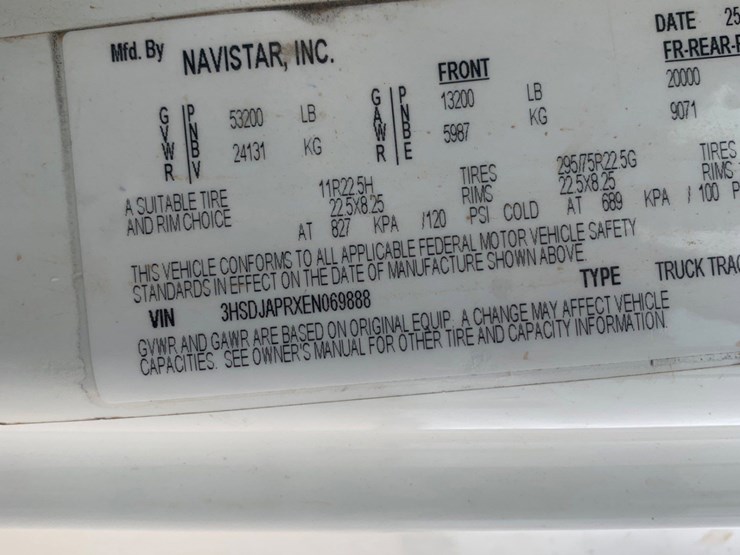 Mfd. By NAVISTAR, INC. DATE 25
FRONT FR-REAR-
GVWR PNBV 53200 LB GAWR PNBE 13200 LB 20000
24131 KG 5987 KG 9071
A SUITABLE TIRE 11R22.5H TIRES 295/75R22.5G TIRES
AND RIM CHOICE 22.5X8.25 RIMS 22.5X8.25 RIMS
AT 827 KPA /120 PSI COLD AT 689 KPA / 100 P
THIS VEHICLE CONFORMS TO ALL APPLICABLE FEDERAL MOTOR VEHICLE SAFETY
STANDARDS IN EFFECT ON THE DATE OF MANUFACTURE SHOWN ABOVE.
VIN 3HSDJAPRXEN069888 TYPE TRUCK TRAC
GVWR AND GAWR ARE BASED ON ORIGINAL EQUIP. A CHANGE MAY AFFECT VEHICLE
CAPACITIES. SEE OWNER'S MANUAL FOR OTHER TIRE AND CAPACITY INFORMATION.